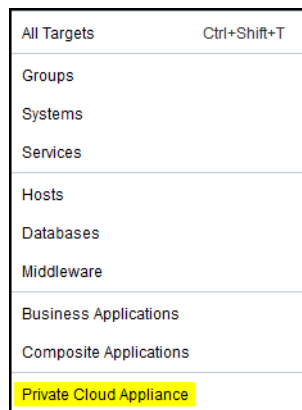 All Targets Ctrl+Shift+T
Groups
Systems
Services
Hosts
Databases
Middleware
Business Applications
Composite Applications
Private Cloud Appliance